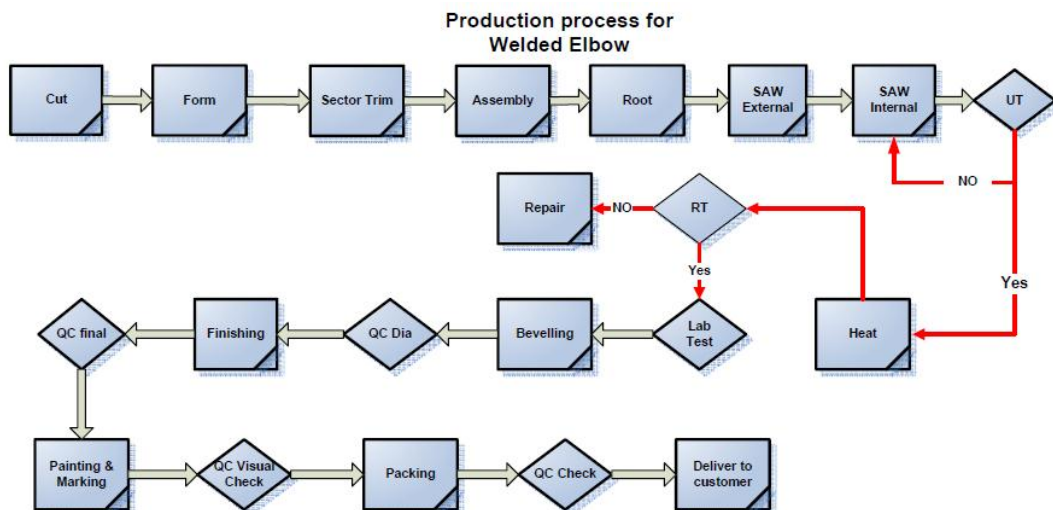 Production process for
Welded Elbow
Cut
Form
Sector Trim
Assembly
Root
SAW
External
SAW
Internal
UT
NO
Repair
NO
RT
Yes
Yes
QC final
Finishing
QC Dia
Bevelling
Lab
Test
Heat
Painting &
Marking
QC Visual
Check
Packing
QC Check
Deliver to
customer